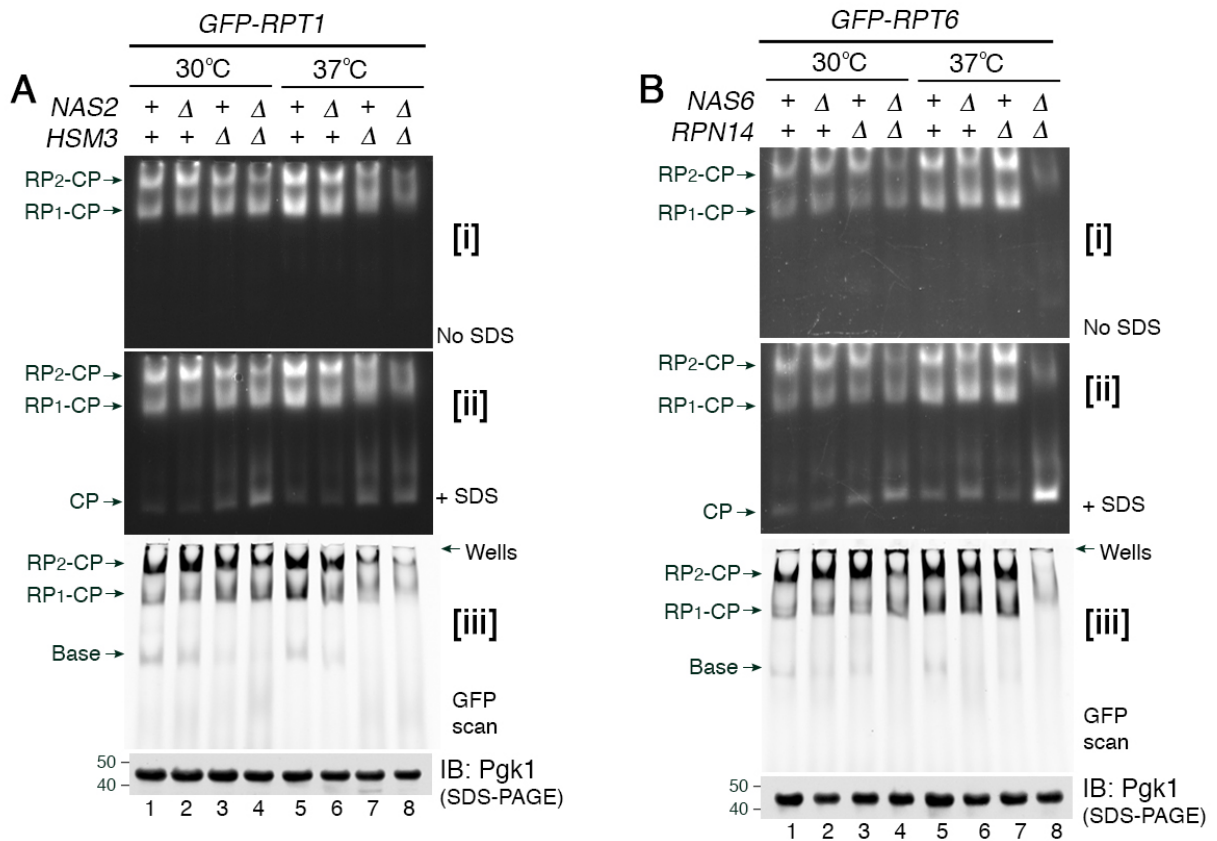 GFP-RPT1
30°C 37°C
A
NAS2 + Δ + Δ + Δ + Δ
HSM3 + + Δ Δ + + Δ Δ
RP2-CP
RP1-CP
[i]
No SDS
RP2-CP
RP1-CP
[ii]
CP
+ SDS
RP2-CP
Wells
RP1-CP
[iii]
Base
GFP
scan
50
40
IB: Pgk1
(SDS-PAGE)
1 2 3 4 5 6 7 8
GFP-RPT6
30°C 37°C
B
NAS6 + Δ + Δ + Δ + Δ
RPN14 + + Δ Δ + + Δ Δ
RP2-CP
RP1-CP
[i]
No SDS
RP2-CP
RP1-CP
[ii]
CP
+ SDS
Wells
RP2-CP
RP1-CP
[iii]
Base
GFP
scan
50
40
IB: Pgk1
(SDS-PAGE)
1 2 3 4 5 6 7 8